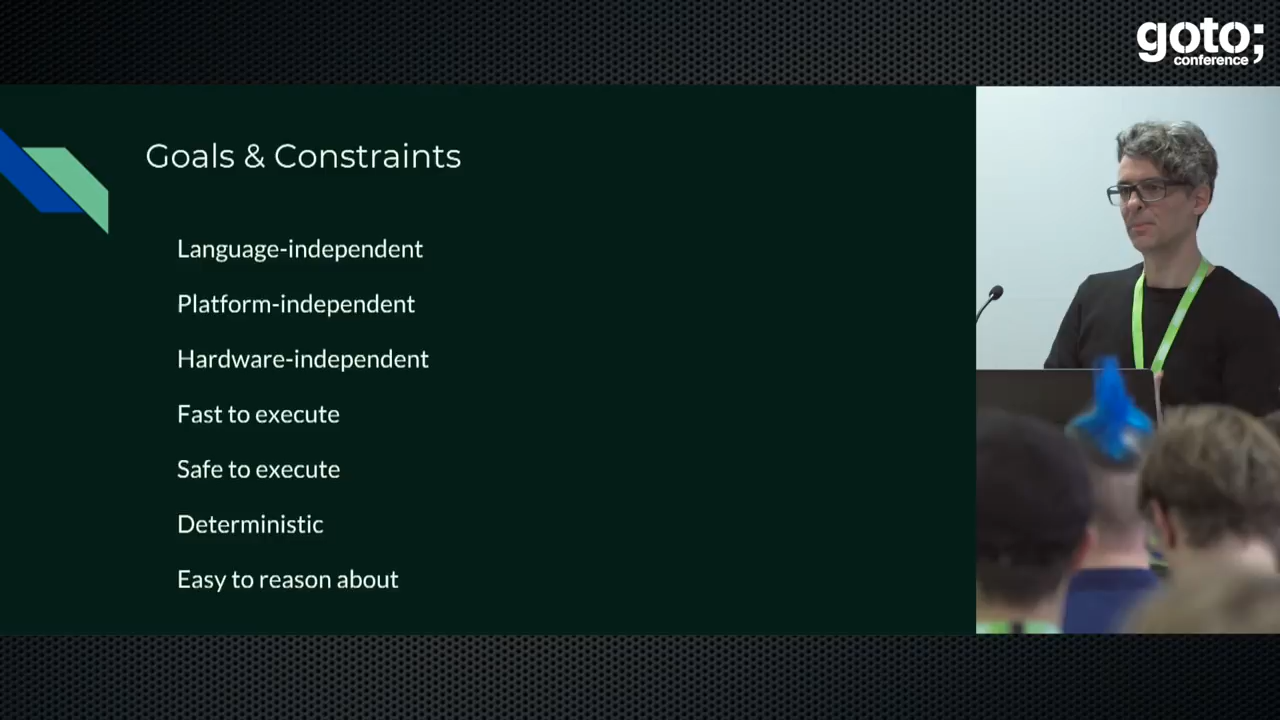 goto;
conference
Goals & Constraints
Language-independent
Platform-independent
Hardware-independent
Fast to execute
Safe to execute
Deterministic
Easy to reason about